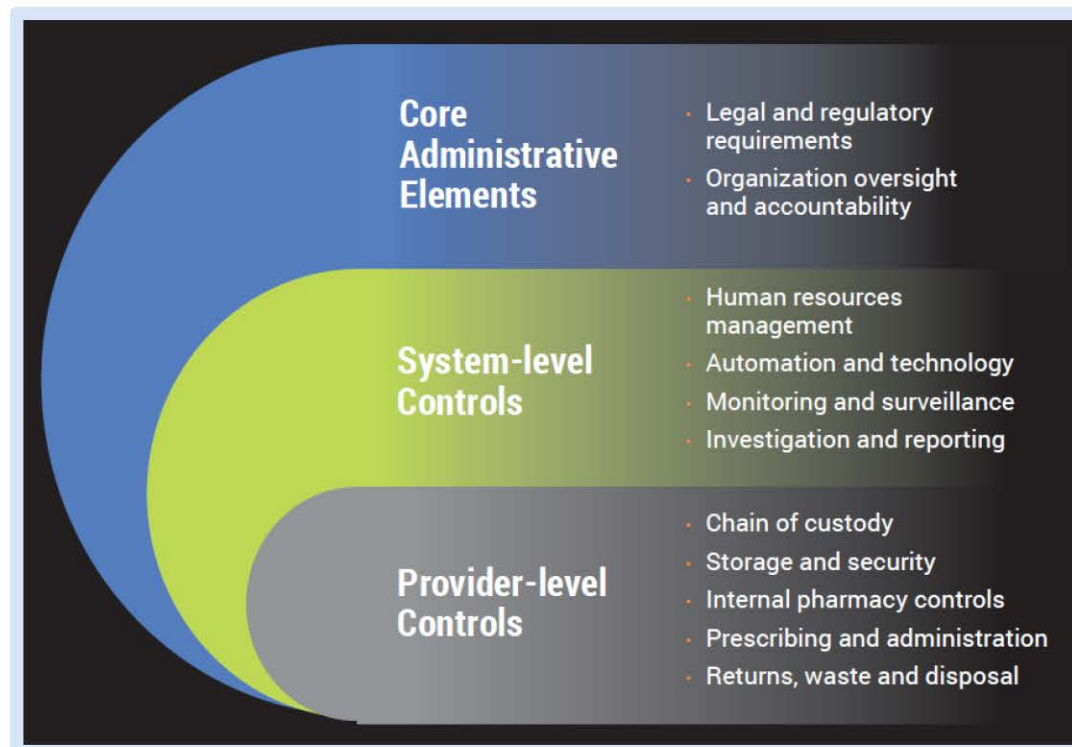 Core
Administrative
Elements
· Legal and regulatory
requirements
· Organization oversight
and accountability
System-level
Controls
· Human resources
management
· Automation and technology
· Monitoring and surveillance
· Investigation and reporting
Provider-level
Controls
· Chain of custody
· Storage and security
· Internal pharmacy controls
· Prescribing and administration
· Returns, waste and disposal